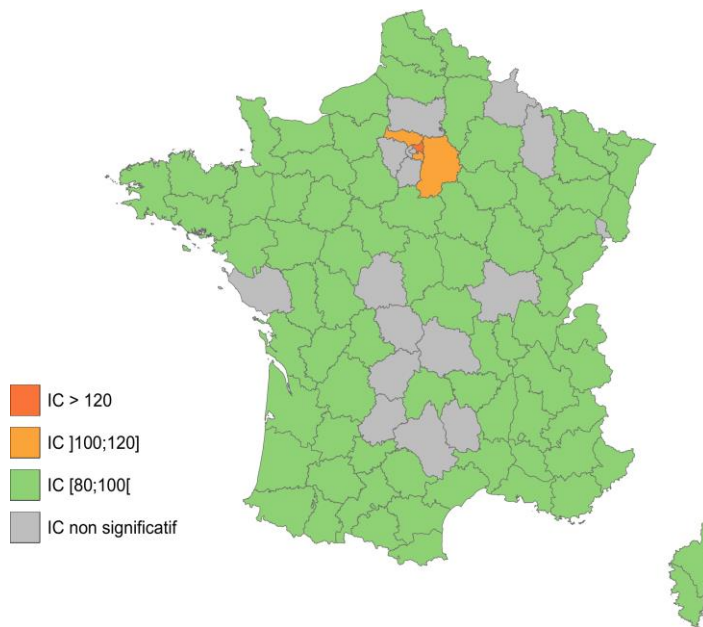 IC > 120
IC ]100;120]
IC [80;100[
IC non significatif